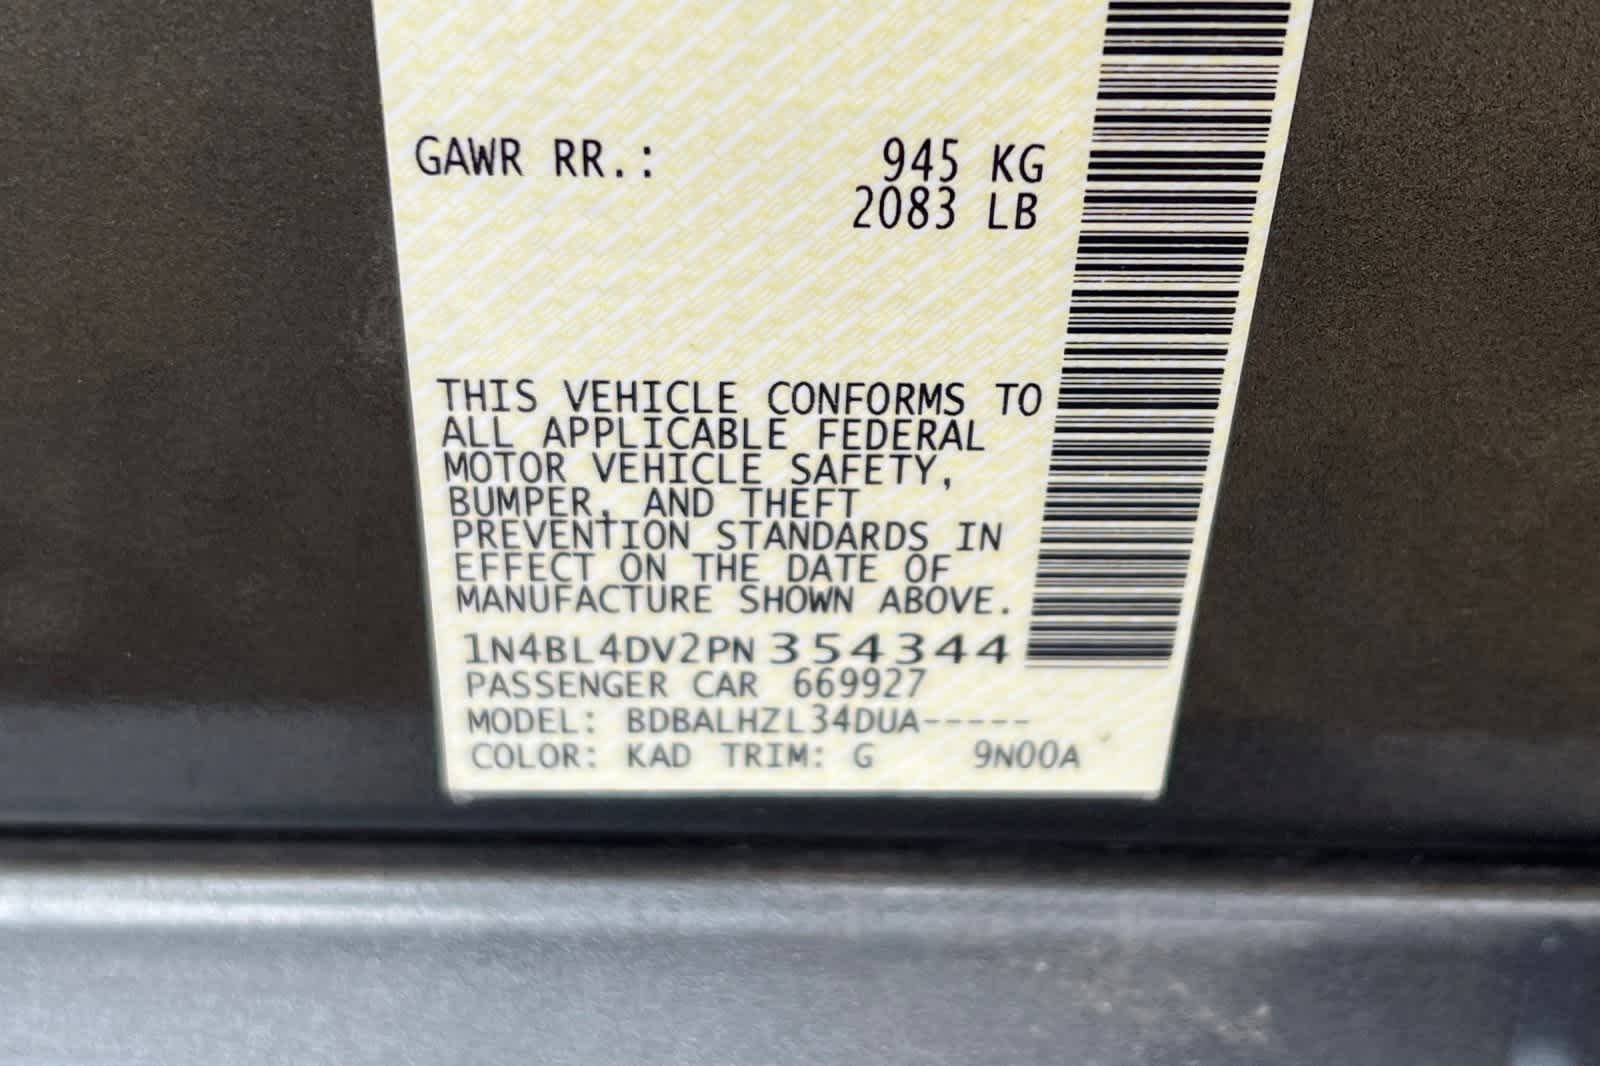 GAWR RR.: 945 KG
2083 LB
THIS VEHICLE CONFORMS TO
ALL APPLICABLE FEDERAL
MOTOR VEHICLE SAFETY,
BUMPER, AND THEFT
PREVENTION STANDARDS IN
EFFECT ON THE DATE OF
MANUFACTURE SHOWN ABOVE.
1N4BL4DV2PN354344
PASSENGER CAR 669927
MODEL: BDBALHZL34DUA-----
COLOR: KAD TRIM: G 9N00A